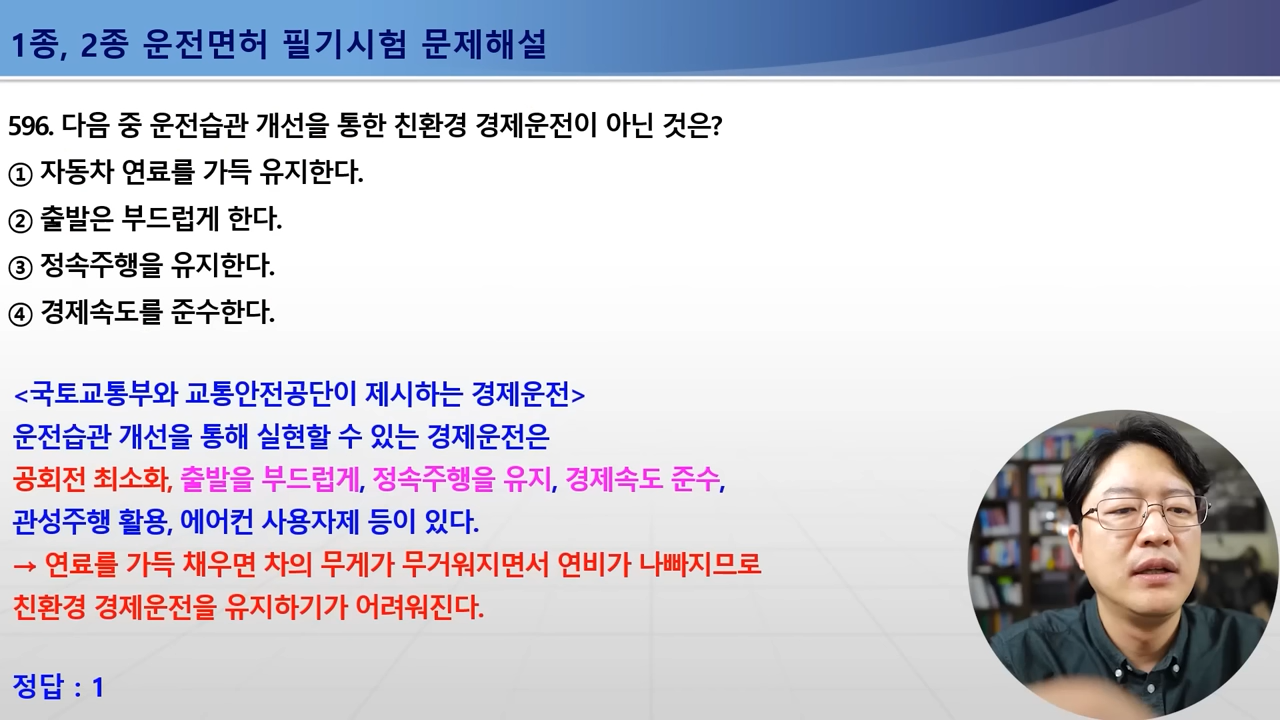 1종, 2종 운전면허 필기시험 문제해설
596. 다음 중 운전습관 개선을 통한 친환경 경제운전이 아닌 것은?
① 자동차 연료를 가득 유지한다.
② 출발은 부드럽게 한다.
③ 정속주행을 유지한다.
④ 경제속도를 준수한다.
<국토교통부와 교통안전공단이 제시하는 경제운전>
운전습관 개선을 통해 실현할 수 있는 경제운전은
공회전 최소화, 출발을 부드럽게, 정속주행을 유지, 경제속도 준수,
관성주행 활용, 에어컨 사용자제 등이 있다.
→ 연료를 가득 채우면 차의 무게가 무거워지면서 연비가 나빠지므로
친환경 경제운전을 유지하기가 어려워진다.
정답 : 1